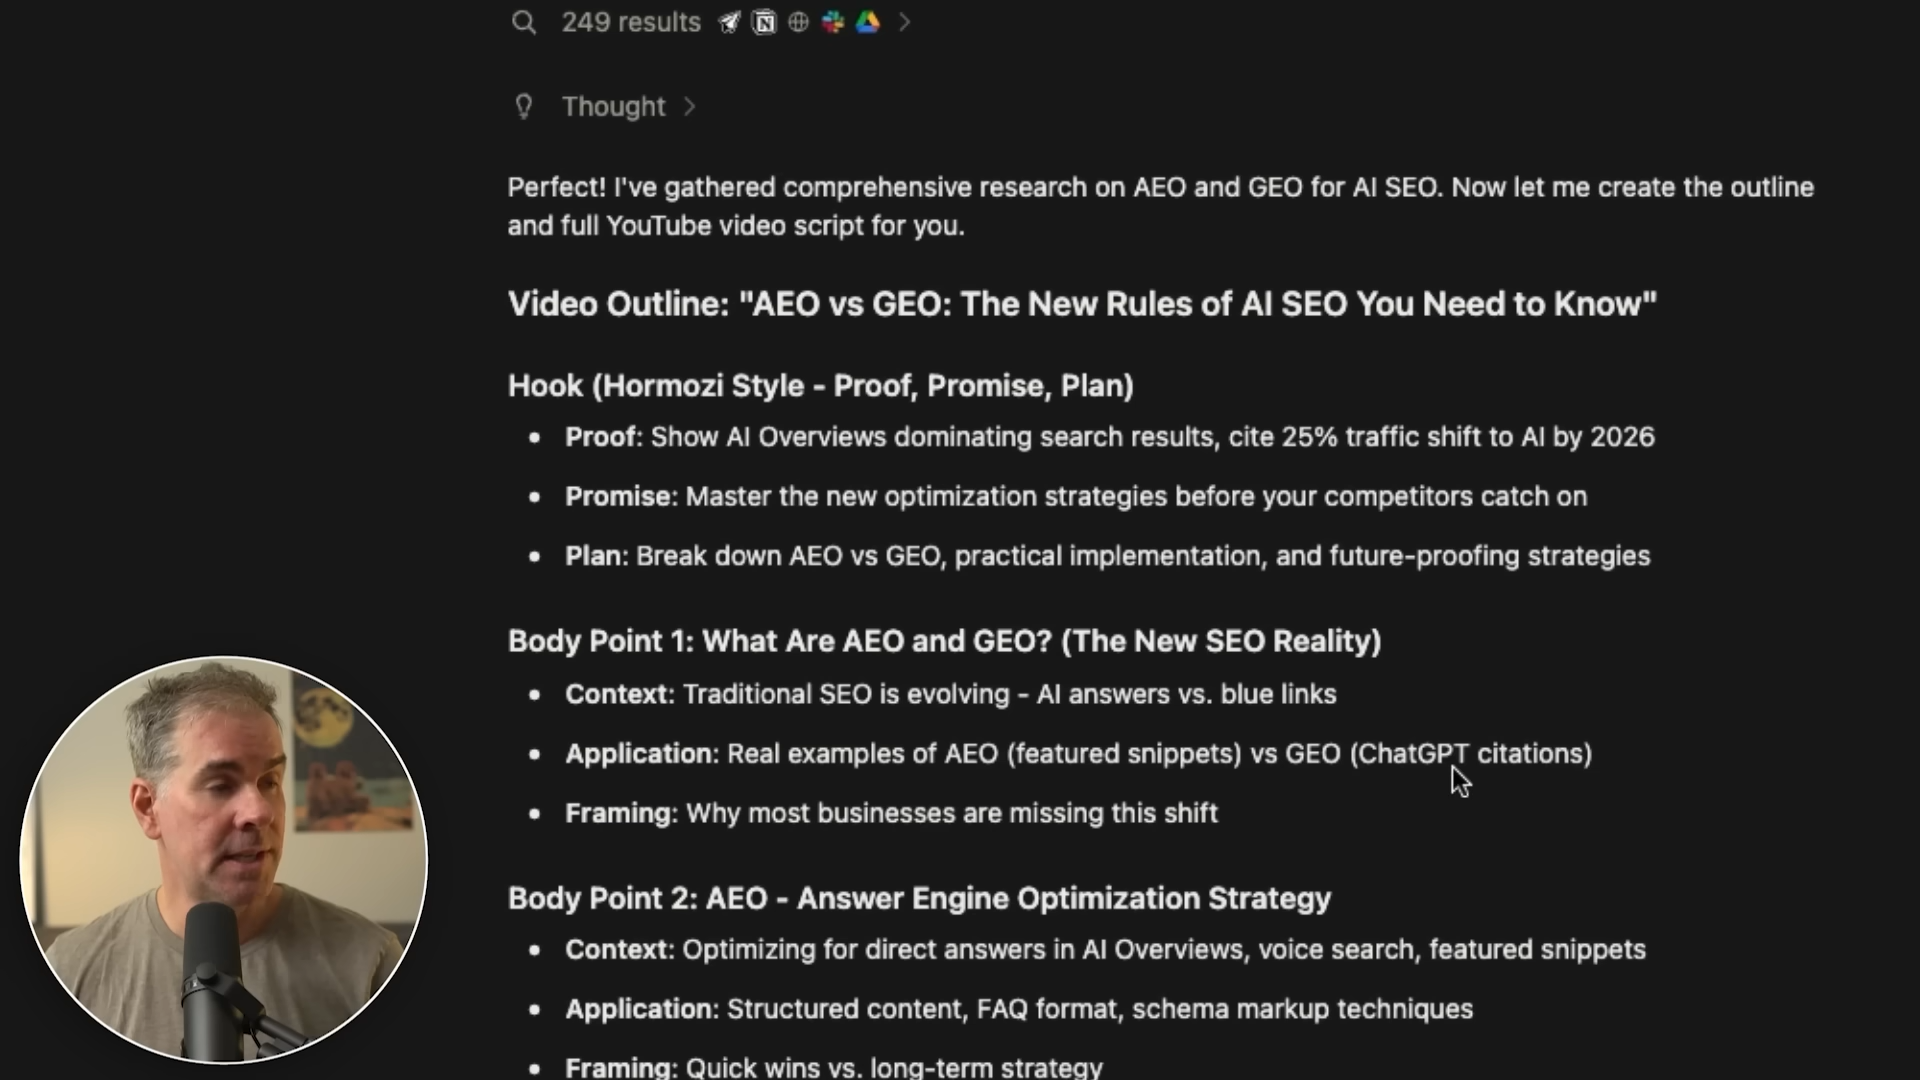 249 results
Thought
Perfect! I've gathered comprehensive research on AEO and GEO for AI SEO. Now let me create the outline
and full YouTube video script for you.
Video Outline: "AEO vs GEO: The New Rules of AI SEO You Need to Know"
Hook (Hormozi Style - Proof, Promise, Plan)
• Proof: Show AI Overviews dominating search results, cite 25% traffic shift to AI by 2026
• Promise: Master the new optimization strategies before your competitors catch on
• Plan: Break down AEO vs GEO, practical implementation, and future-proofing strategies
Body Point 1: What Are AEO and GEO? (The New SEO Reality)
• Context: Traditional SEO is evolving - AI answers vs. blue links
• Application: Real examples of AEO (featured snippets) vs GEO (ChatGPT citations)
• Framing: Why most businesses are missing this shift
Body Point 2: AEO - Answer Engine Optimization Strategy
• Context: Optimizing for direct answers in AI Overviews, voice search, featured snippets
• Application: Structured content, FAQ format, schema markup techniques
• Framing: Quick wins vs. long-term strategy